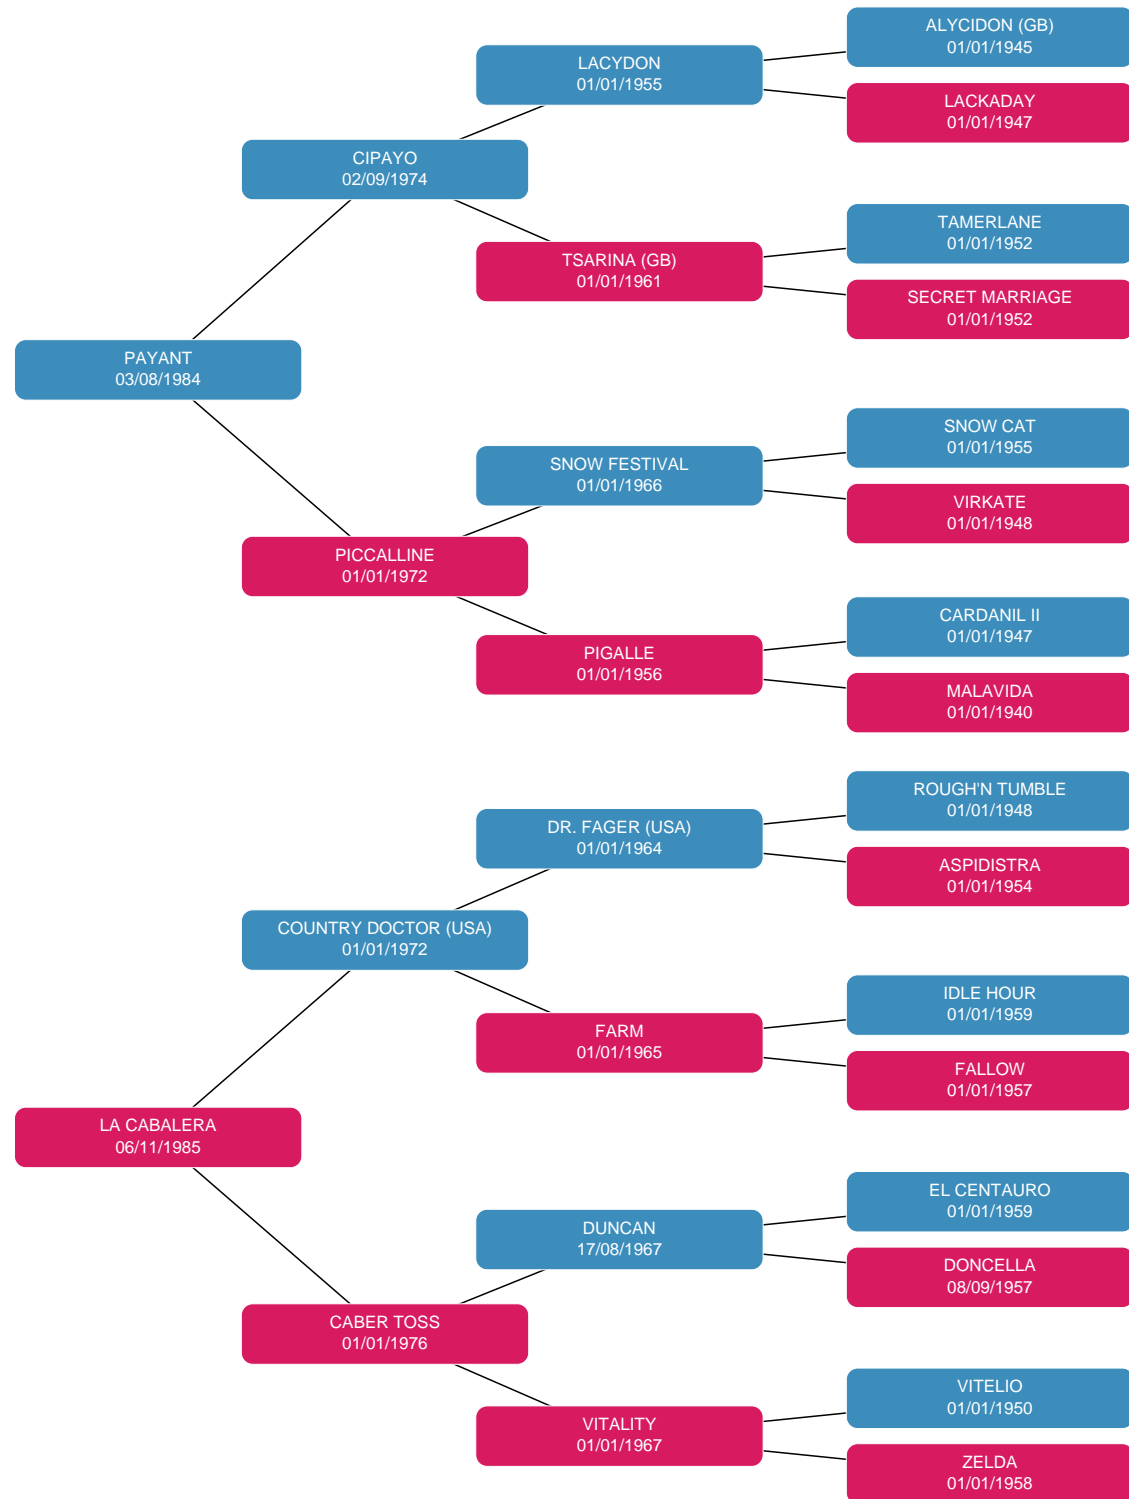 ALYCIDON (GB)
01/01/1945
LACYDON
01/01/1955
LACKADAY
01/01/1947
CIPAYO
02/09/1974
TAMERLANE
01/01/1952
TSARINA (GB)
01/01/1961
SECRET MARRIAGE
01/01/1952
PAYANT
03/08/1984
SNOW CAT
01/01/1955
SNOW FESTIVAL
01/01/1966
VIRKATE
01/01/1948
PICCALLINE
01/01/1972
CARDANIL II
01/01/1947
PIGALLE
01/01/1956
MALAVIDA
01/01/1940
ROUGH'N TUMBLE
01/01/1948
DR. FAGER (USA)
01/01/1964
ASPIDISTRA
01/01/1954
COUNTRY DOCTOR (USA)
01/01/1972
IDLE HOUR
01/01/1959
FARM
01/01/1965
FALLOW
01/01/1957
LA CABALERA
06/11/1985
EL CENTAURO
01/01/1959
DUNCAN
17/08/1967
DONCELLA
08/09/1957
CABER TOSS
01/01/1976
VITELIO
01/01/1950
VITALITY
01/01/1967
ZELDA
01/01/1958